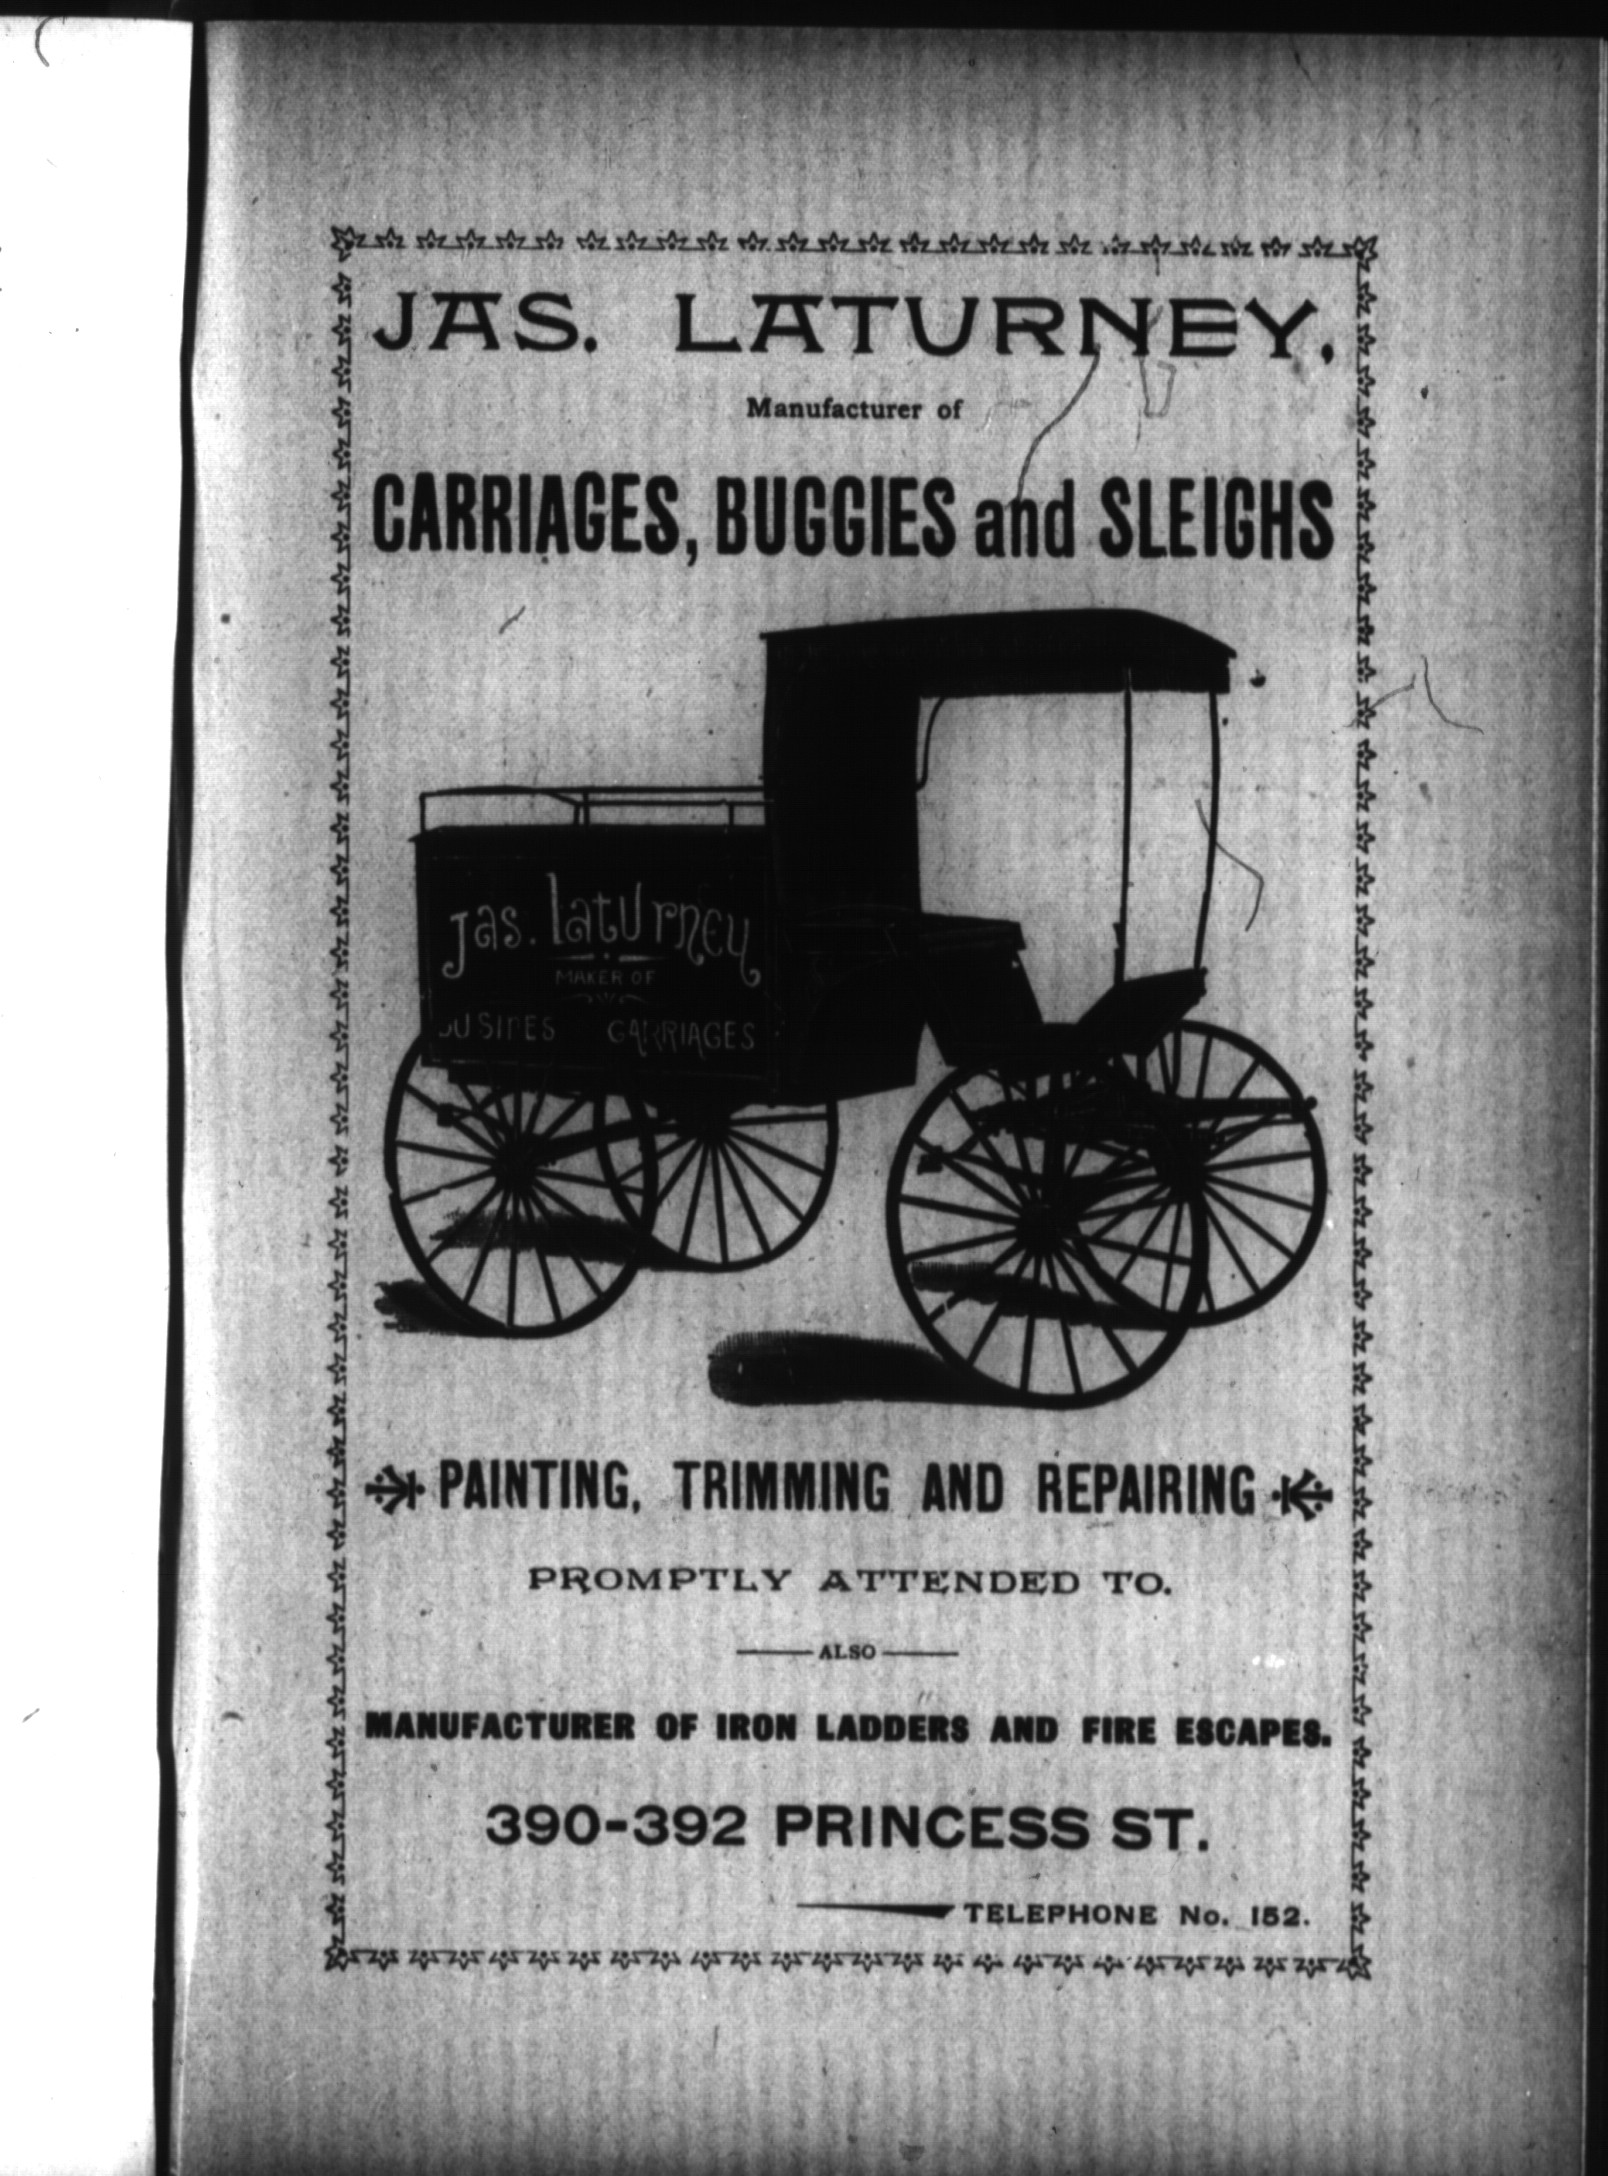 JAS. LATURNEY,
Manufacturer of
CARRIAGES, BUGGIES and SLEIGHS
Jas. Laturney
MAKER OF
CARRIAGES
PAINTING, TRIMMING AND REPAIRING
PROMPTLY ATTENDED TO.
ALSO
MANUFACTURER OF IRON LADDERS AND FIRE ESCAPES.
390-392 PRINCESS ST.
TELEPHONE No. 152.